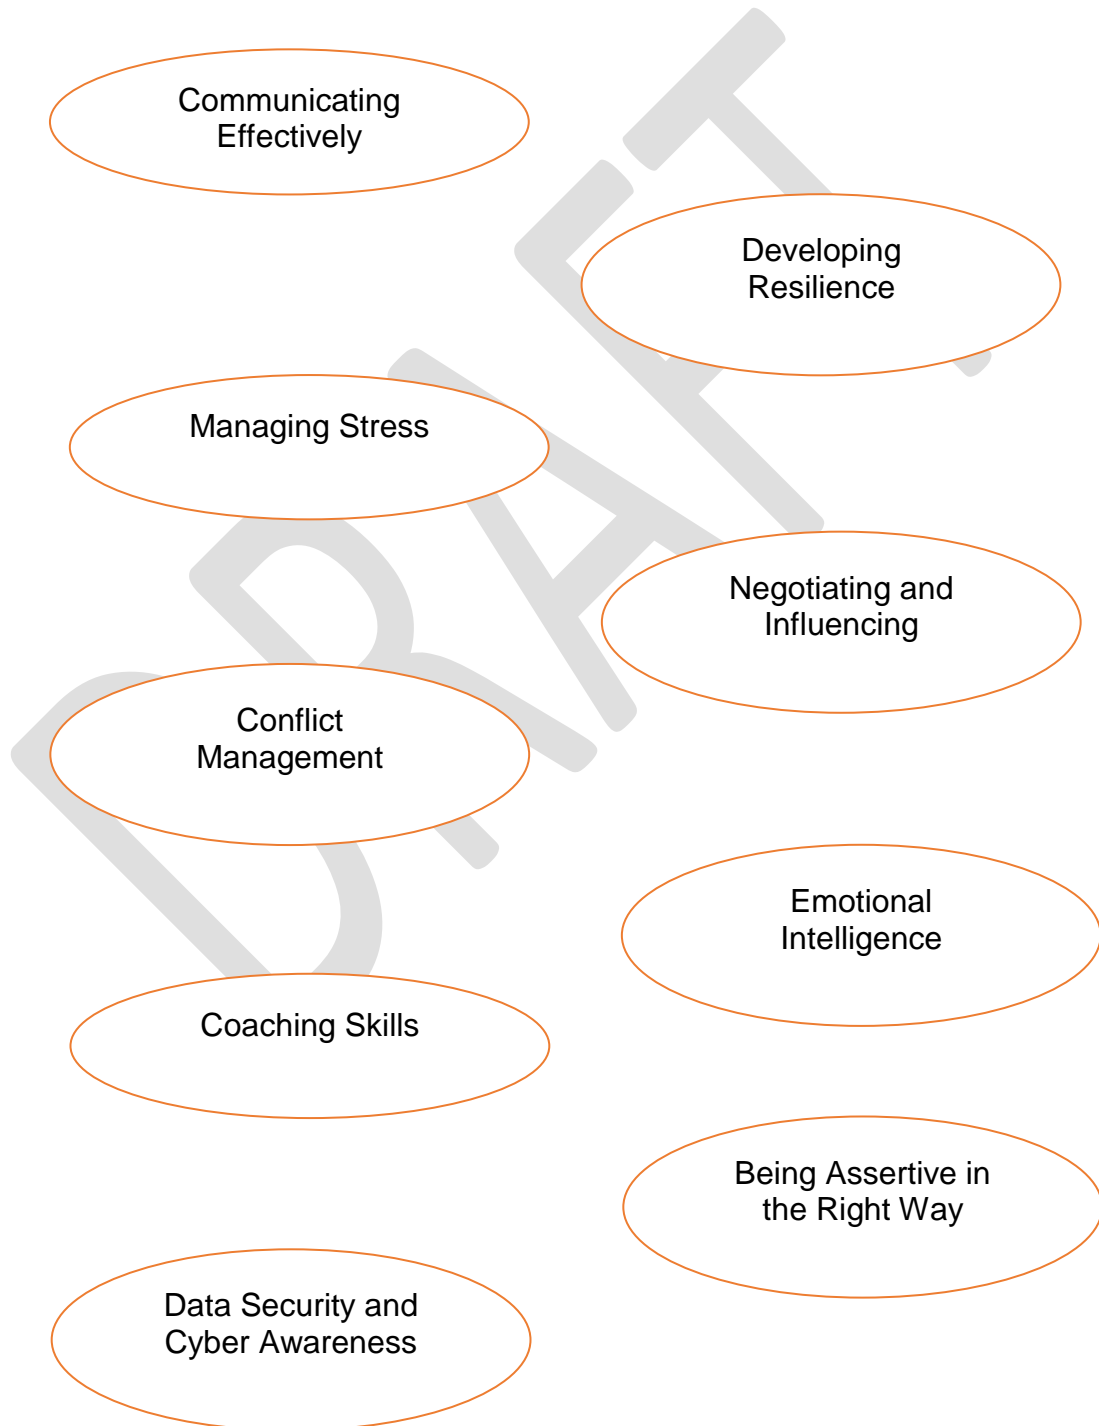 Communicating
Effectively
Developing
Resilience
Managing Stress
Negotiating and
Influencing
Conflict
Management
Emotional
Intelligence
Coaching Skills
Being Assertive in
the Right Way
Data Security and
Cyber Awareness
DRAFT